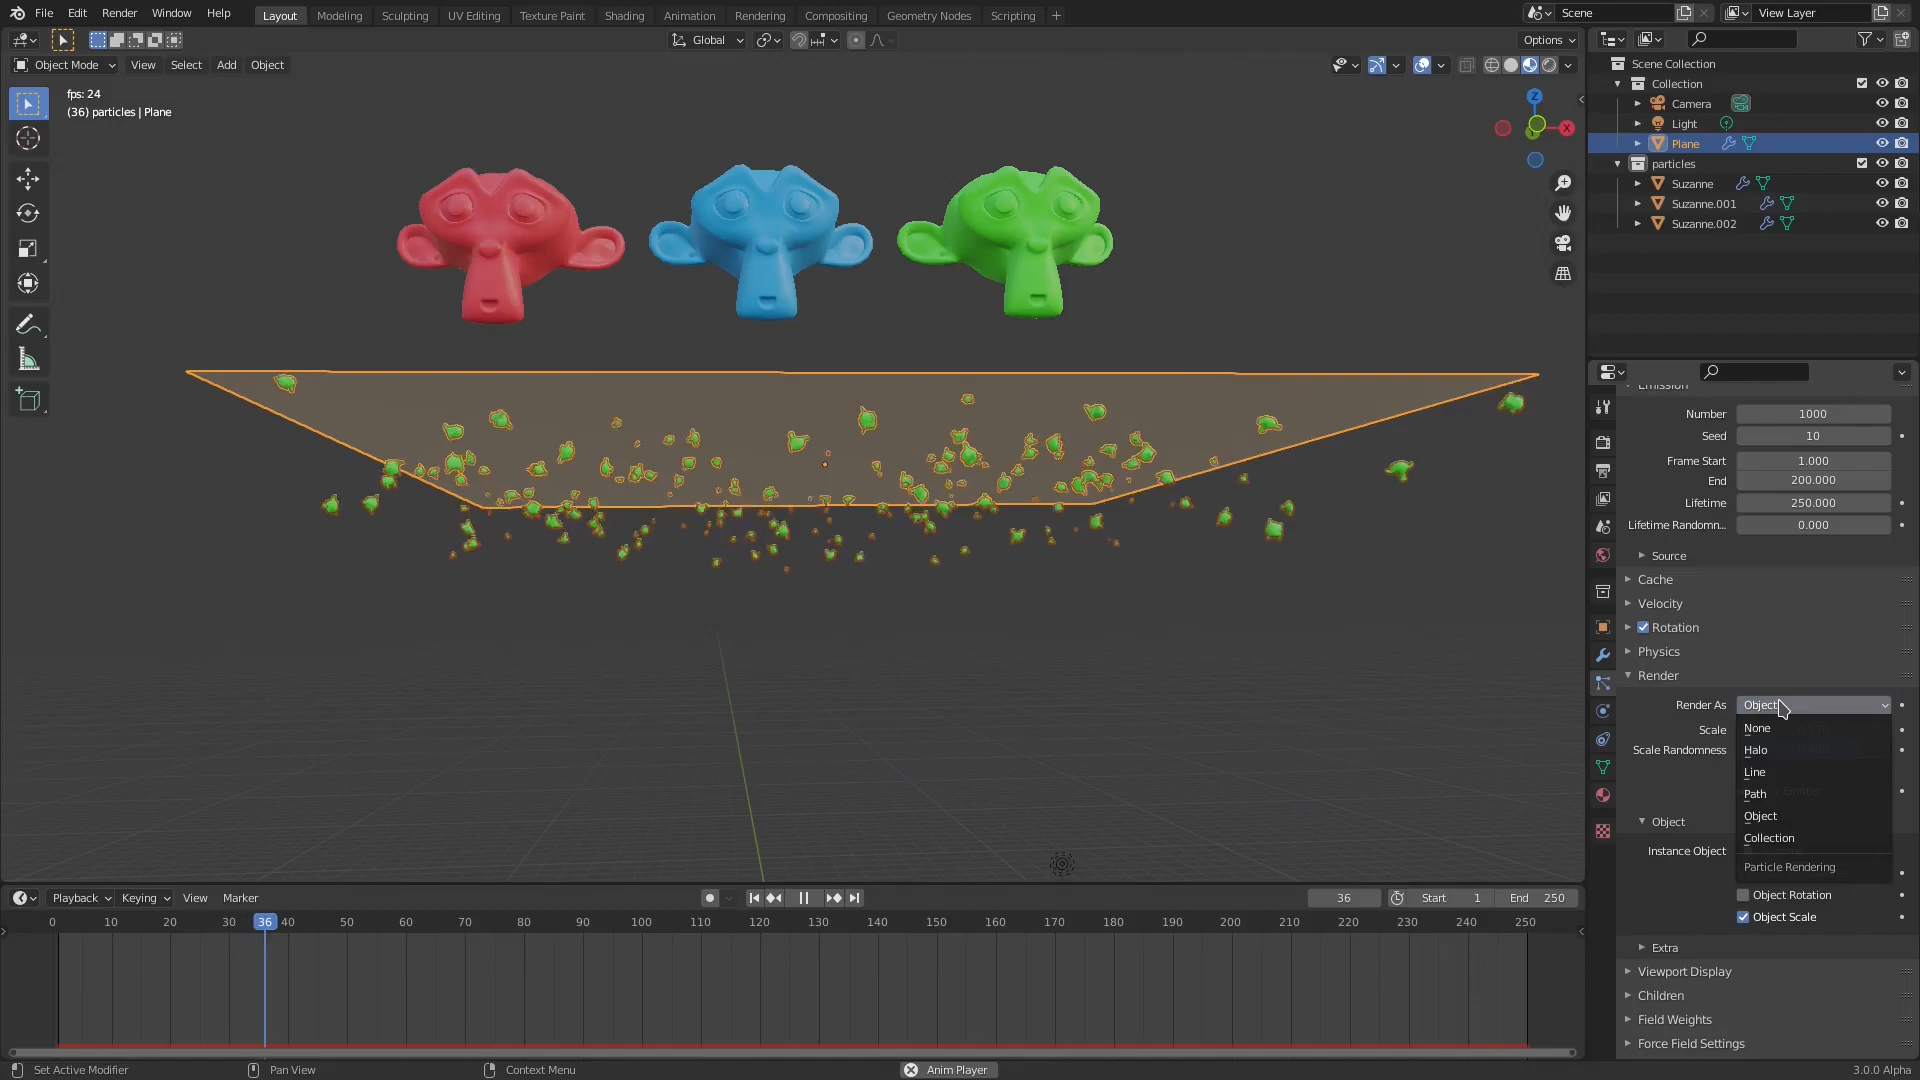 File Edit Render Window Help
Layout Modeling Sculpting UV Editing Texture Paint Shading Animation Rendering Compositing Geometry Nodes Scripting +
Scene
View Layer
Global
Options
Object Mode View Select Add Object
fps: 24
(36) particles | Plane
Z
X
Scene Collection
Collection
Camera
Light
Plane
particles
Suzanne
Suzanne.001
Suzanne.002
Emission
Number 1000
Seed 10
Frame Start 1.000
End 200.000
Lifetime 250.000
Lifetime Randomn... 0.000
Source
Cache
Velocity
Rotation
Physics
Render
Render As Object
None
Scale
Halo
Scale Randomness
Line
Path
Object
Object
Collection
Instance Object
Particle Rendering
Object Rotation
Object Scale
Extra
Viewport Display
Children
Field Weights
Force Field Settings
Playback Keying View Marker
36 Start 1 End 250
0 10 20 30 36 40 50 60 70 80 90 100 110 120 130 140 150 160 170 180 190 200 210 220 230 240 250
Set Active Modifier Pan View Context Menu Anim Player 3.0.0 Alpha